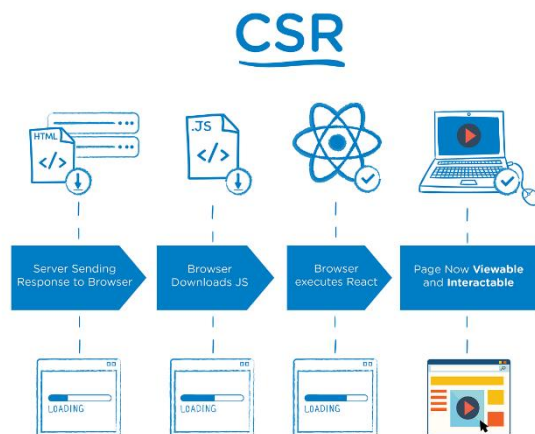 CSR
HTML
</>
.JS
</>
Server Sending
Response to Browser
Browser
Downloads JS
Browser
executes React
Page Now Viewable
and Interactable
LOADING
LOADING
LOADING